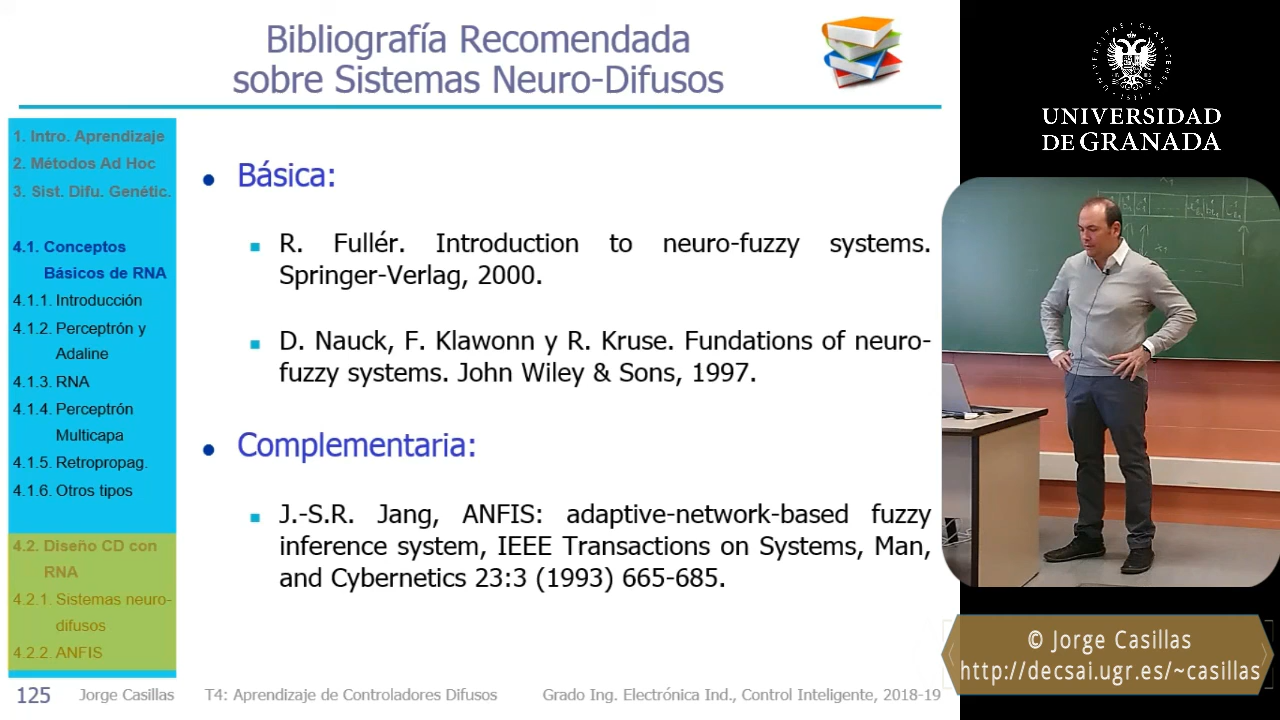 Bibliografía Recomendada
sobre Sistemas Neuro-Difusos
1. Intro. Aprendizaje
2. Métodos Ad Hoc
3. Sist. Difu. Genétic.
4.1. Conceptos
Básicos de RNA
4.1.1. Introducción
4.1.2. Perceptrón y
Adaline
4.1.3. RNA
4.1.4. Perceptrón
Multicapa
4.1.5. Retropropag.
4.1.6. Otros tipos
4.2. Diseño CD con
RNA
4.2.1. Sistemas neuro-
difusos
4.2.2. ANFIS
• Básica:
R. Fullér. Introduction to neuro-fuzzy systems.
Springer-Verlag, 2000.
D. Nauck, F. Klawonn y R. Kruse. Fundations of neuro-
fuzzy systems. John Wiley & Sons, 1997.
• Complementaria:
J.-S.R. Jang, ANFIS: adaptive-network-based fuzzy
inference system, IEEE Transactions on Systems, Man,
and Cybernetics 23:3 (1993) 665-685.
125 Jorge Casillas T4: Aprendizaje de Controladores Difusos Grado Ing. Electrónica Ind., Control Inteligente, 2018-19
UNIVERSIDAD
DE GRANADA
© Jorge Casillas
http://decsai.ugr.es/~casillas